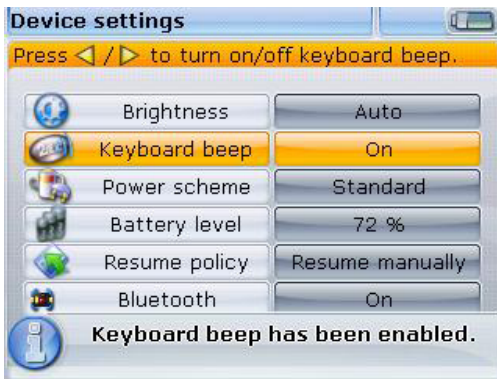 Device settings
Press ◁ / ▷ to turn on/off keyboard beep.
Brightness Auto
Keyboard beep On
Power scheme Standard
Battery level 72 %
Resume policy Resume manually
Bluetooth On
Keyboard beep has been enabled.